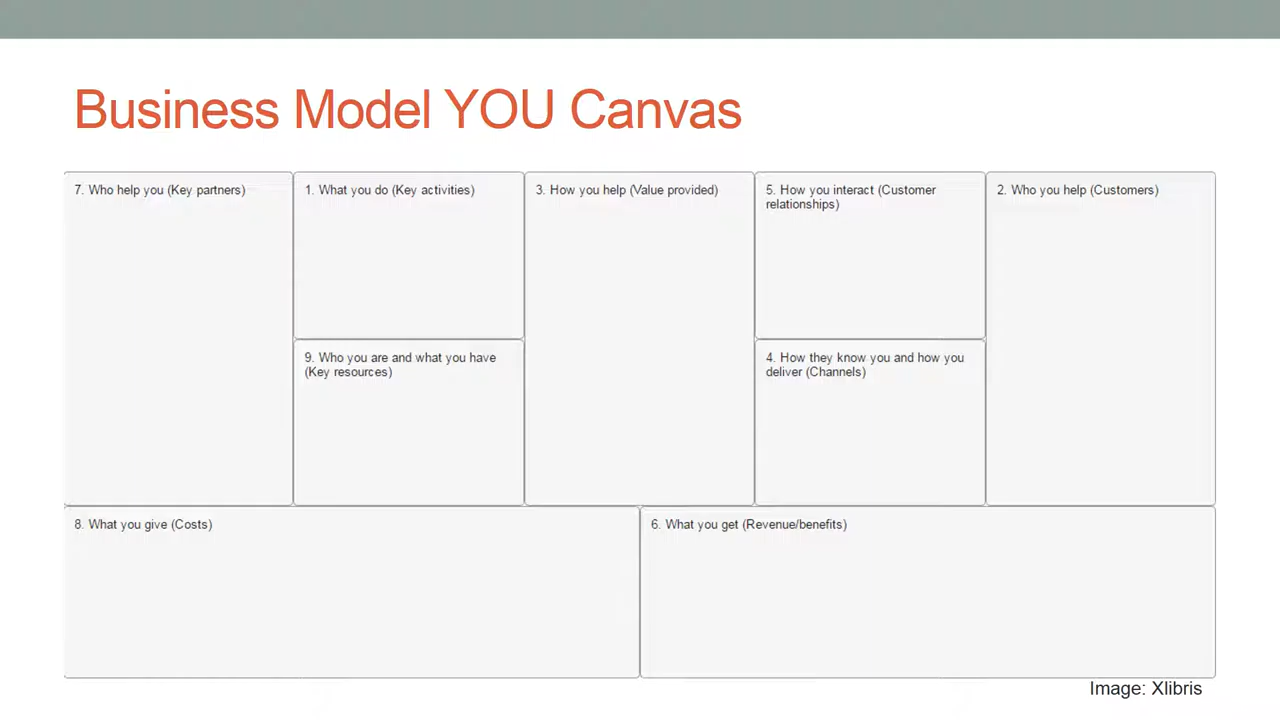 Business Model YOU Canvas
7. Who help you (Key partners)
1. What you do (Key activities)
3. How you help (Value provided)
5. How you interact (Customer
relationships)
2. Who you help (Customers)
9. Who you are and what you have
(Key resources)
4. How they know you and how you
deliver (Channels)
8. What you give (Costs)
6. What you get (Revenue/benefits)
Image: Xlibris